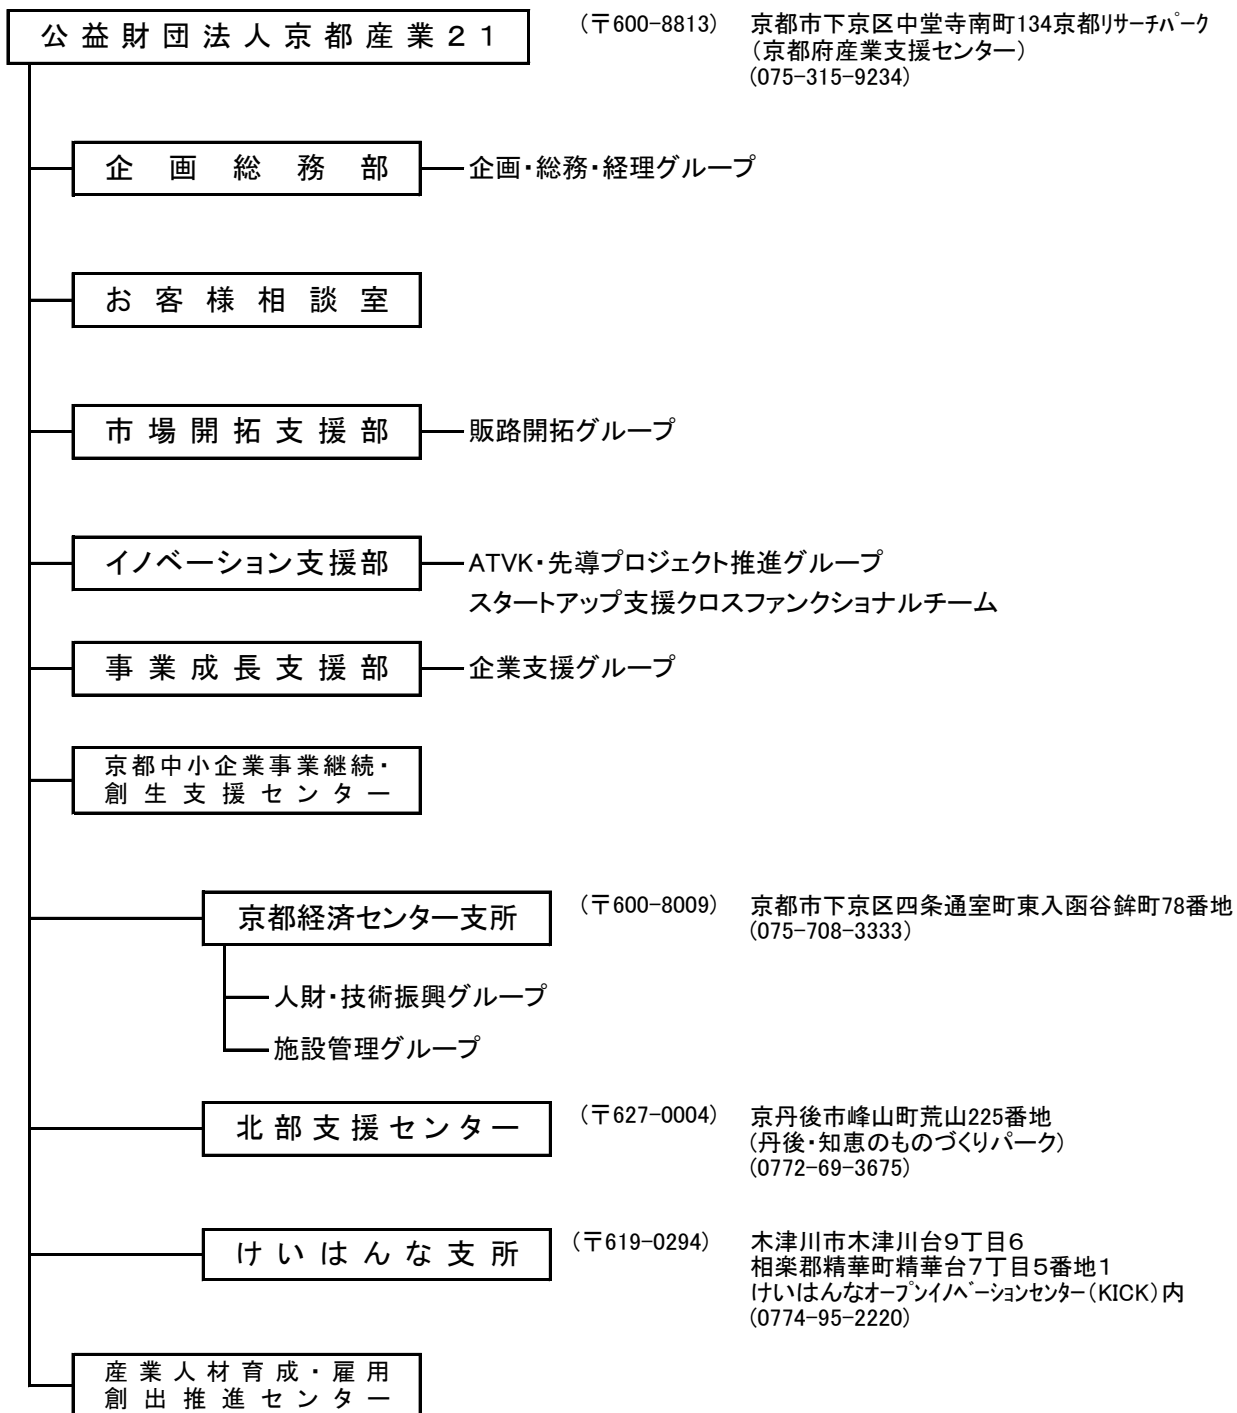 公益財団法人京都産業２１
（〒600-8813） 京都市下京区中堂寺南町134京都ﾘｻｰﾁﾊﾟｰｸ
（京都府産業支援センター）
(075-315-9234)
企画総務部 企画・総務・経理グループ
お客様相談室
市場開拓支援部 販路開拓グループ
イノベーション支援部 ATVK・先導プロジェクト推進グループ
スタートアップ支援クロスファンクショナルチーム
事業成長支援部 企業支援グループ
京都中小企業事業継続・
創生支援センター
京都経済センター支所 （〒600-8009） 京都市下京区四条通室町東入函谷鉾町78番地
(075-708-3333)
人財・技術振興グループ
施設管理グループ
北部支援センター （〒627-0004） 京丹後市峰山町荒山225番地
(丹後・知恵のものづくりパーク)
(0772-69-3675)
けいはんな支所 （〒619-0294） 木津川市木津川台９丁目６
相楽郡精華町精華台７丁目５番地１
けいはんなｵｰﾌﾟﾝｲﾉﾍﾞｰｼｮﾝｾﾝﾀｰ（KICK）内
(0774-95-2220)
産業人材育成・雇用
創出推進センター